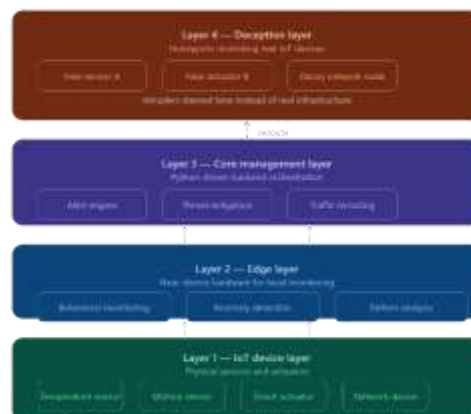 Layer 4 — Deception layer
Honeypots mimicking real IoT devices
Fake sensor A
Fake actuator B
Decoy network node
Intruders steered here instead of real infrastructure
reroute
Layer 3 — Core management layer
Python-driven backend orchestration
Alert engine
Threat mitigation
Traffic rerouting
Layer 2 — Edge layer
Near-device hardware for local monitoring
Behavioral monitoring
Anomaly detection
Pattern analysis
Layer 1 — IoT device layer
Physical sensors and actuators
Temperature sensor
Motion sensor
Smart actuator
Network device